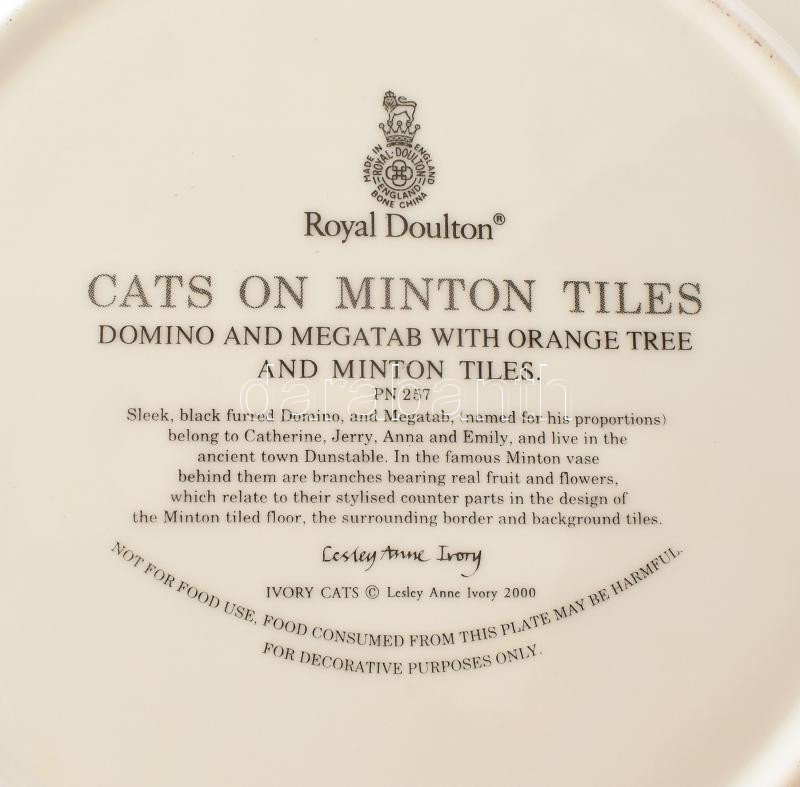 MADE IN ENGLAND
ROYAL·DOULTON
ENGLAND
BONE CHINA
Royal Doulton®
CATS ON MINTON TILES
DOMINO AND MEGATAB WITH ORANGE TREE
AND MINTON TILES.
PN 257
darabanth
Sleek, black furred Domino, and Megatab, (named for his proportions)
belong to Catherine, Jerry, Anna and Emily, and live in the
ancient town Dunstable. In the famous Minton vase
behind them are branches bearing real fruit and flowers,
which relate to their stylised counter parts in the design of
the Minton tiled floor, the surrounding border and background tiles.
Lesley Anne Ivory
IVORY CATS © Lesley Anne Ivory 2000
NOT FOR FOOD USE, FOOD CONSUMED FROM THIS PLATE MAY BE HARMFUL.
FOR DECORATIVE PURPOSES ONLY.